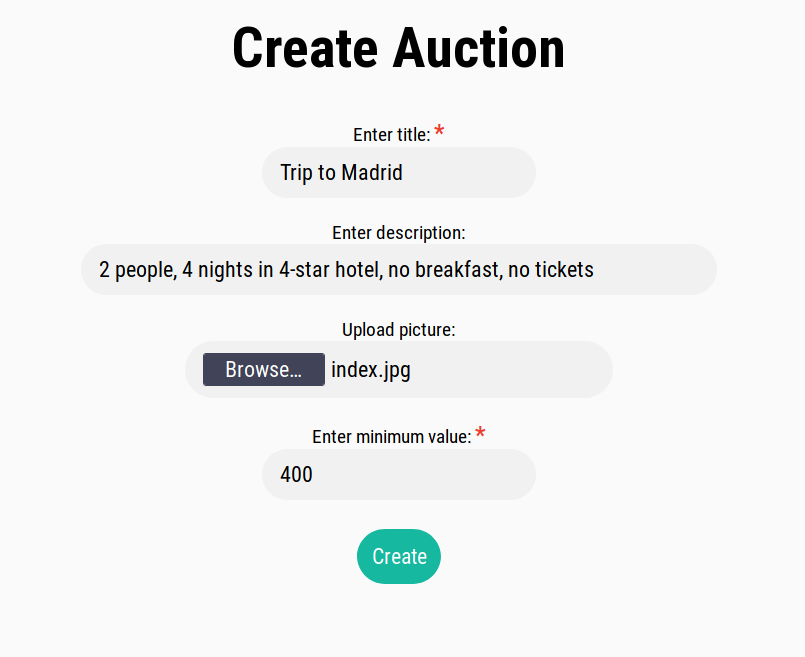 Create Auction
Enter title: *
Trip to Madrid
Enter description:
2 people, 4 nights in 4-star hotel, no breakfast, no tickets
Upload picture:
Browse... index.jpg
Enter minimum value: *
400
Create